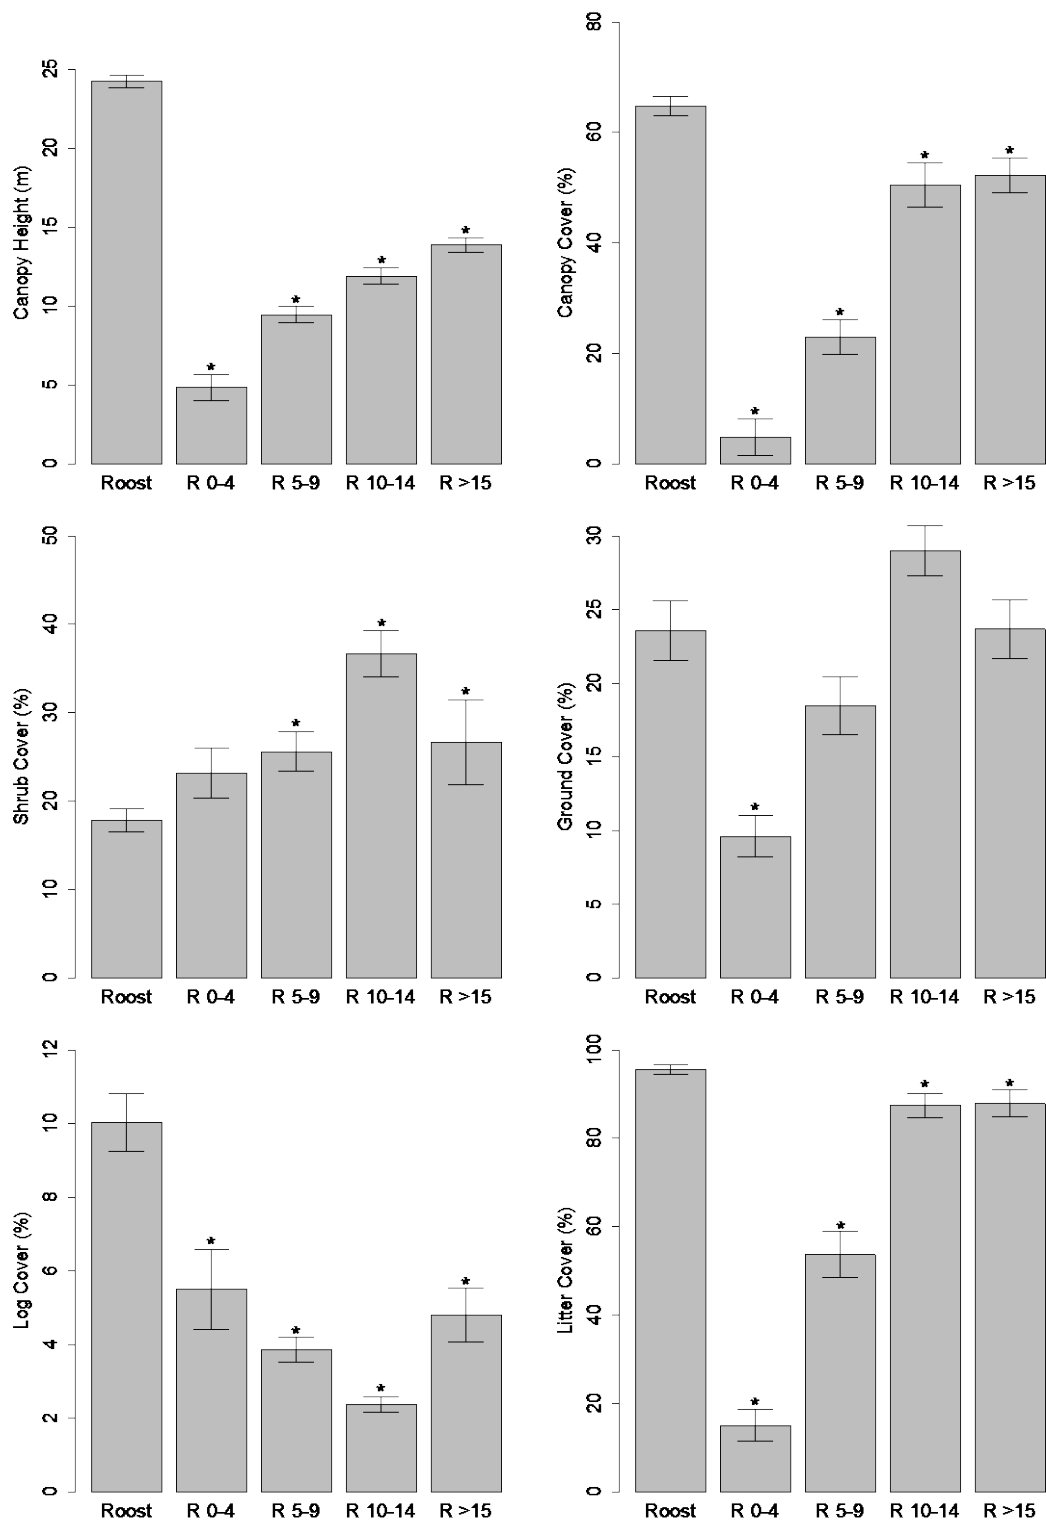 Canopy Height (m)
0 5 10 15 20 25
* * * *
Roost R 0-4 R 5-9 R 10-14 R >15
Canopy Cover (%)
0 20 40 60 80
* * * *
Roost R 0-4 R 5-9 R 10-14 R >15
Shrub Cover (%)
0 10 20 30 40 50
* * *
Roost R 0-4 R 5-9 R 10-14 R >15
Ground Cover (%)
0 5 10 15 20 25 30
*
Roost R 0-4 R 5-9 R 10-14 R >15
Log Cover (%)
0 2 4 6 8 10 12
* * * *
Roost R 0-4 R 5-9 R 10-14 R >15
Litter Cover (%)
0 20 40 60 80 100
* * * *
Roost R 0-4 R 5-9 R 10-14 R >15